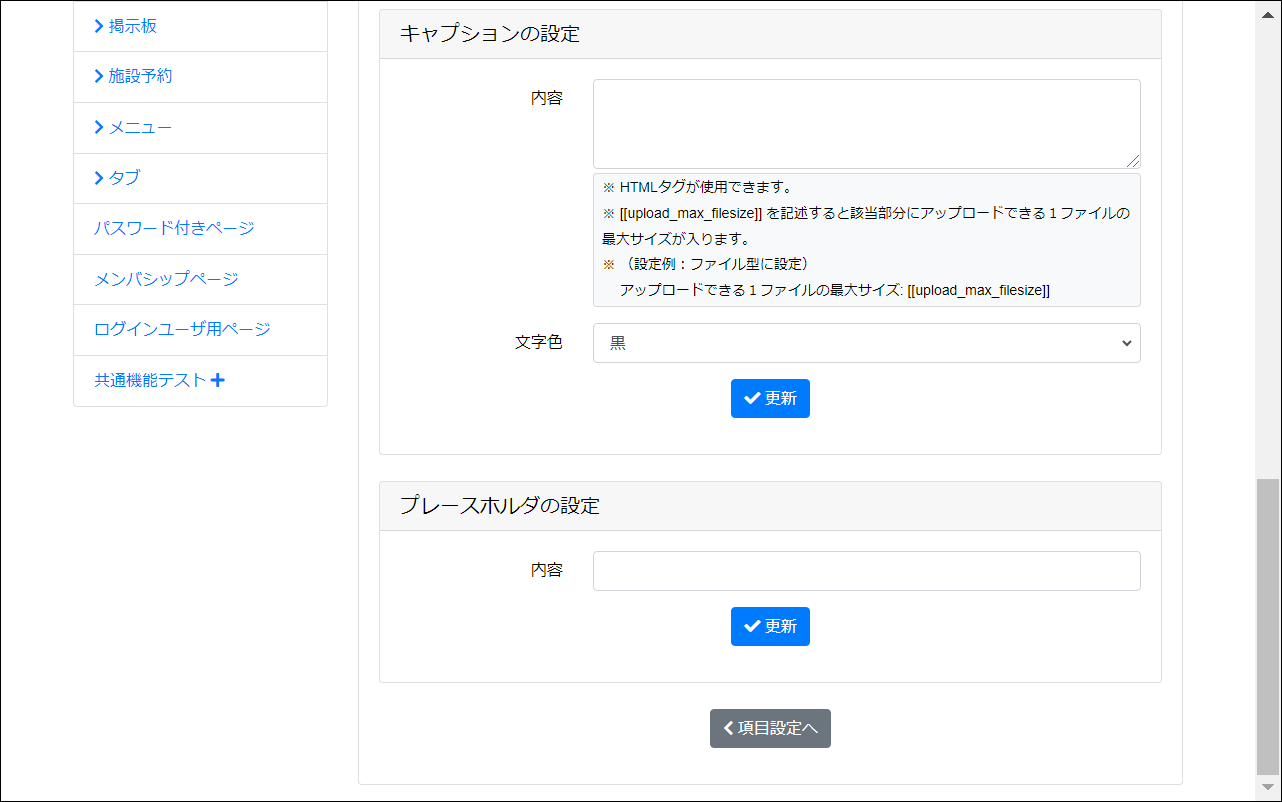 掲示板
施設予約
メニュー
タブ
パスワード付きページ
メンバシップページ
ログインユーザ用ページ
共通機能テスト
キャプションの設定
内容
※ HTMLタグが使用できます。
※ [[upload_max_filesize]] を記述すると該当部分にアップロードできる１ファイルの
最大サイズが入ります。
※ （設定例：ファイル型に設定）
アップロードできる１ファイルの最大サイズ: [[upload_max_filesize]]
文字色
黒
更新
プレースホルダの設定
内容
更新
項目設定へ